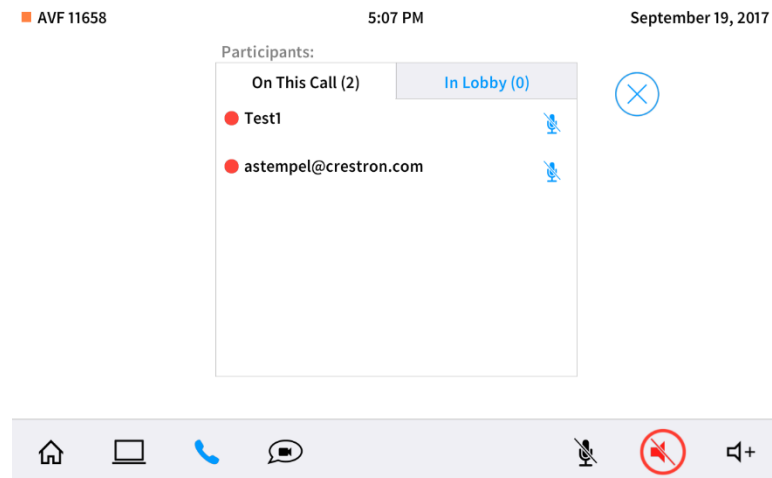 AVF 11658 5:07 PM September 19, 2017
Participants:
On This Call (2) In Lobby (0)
Test1
astempel@crestron.com